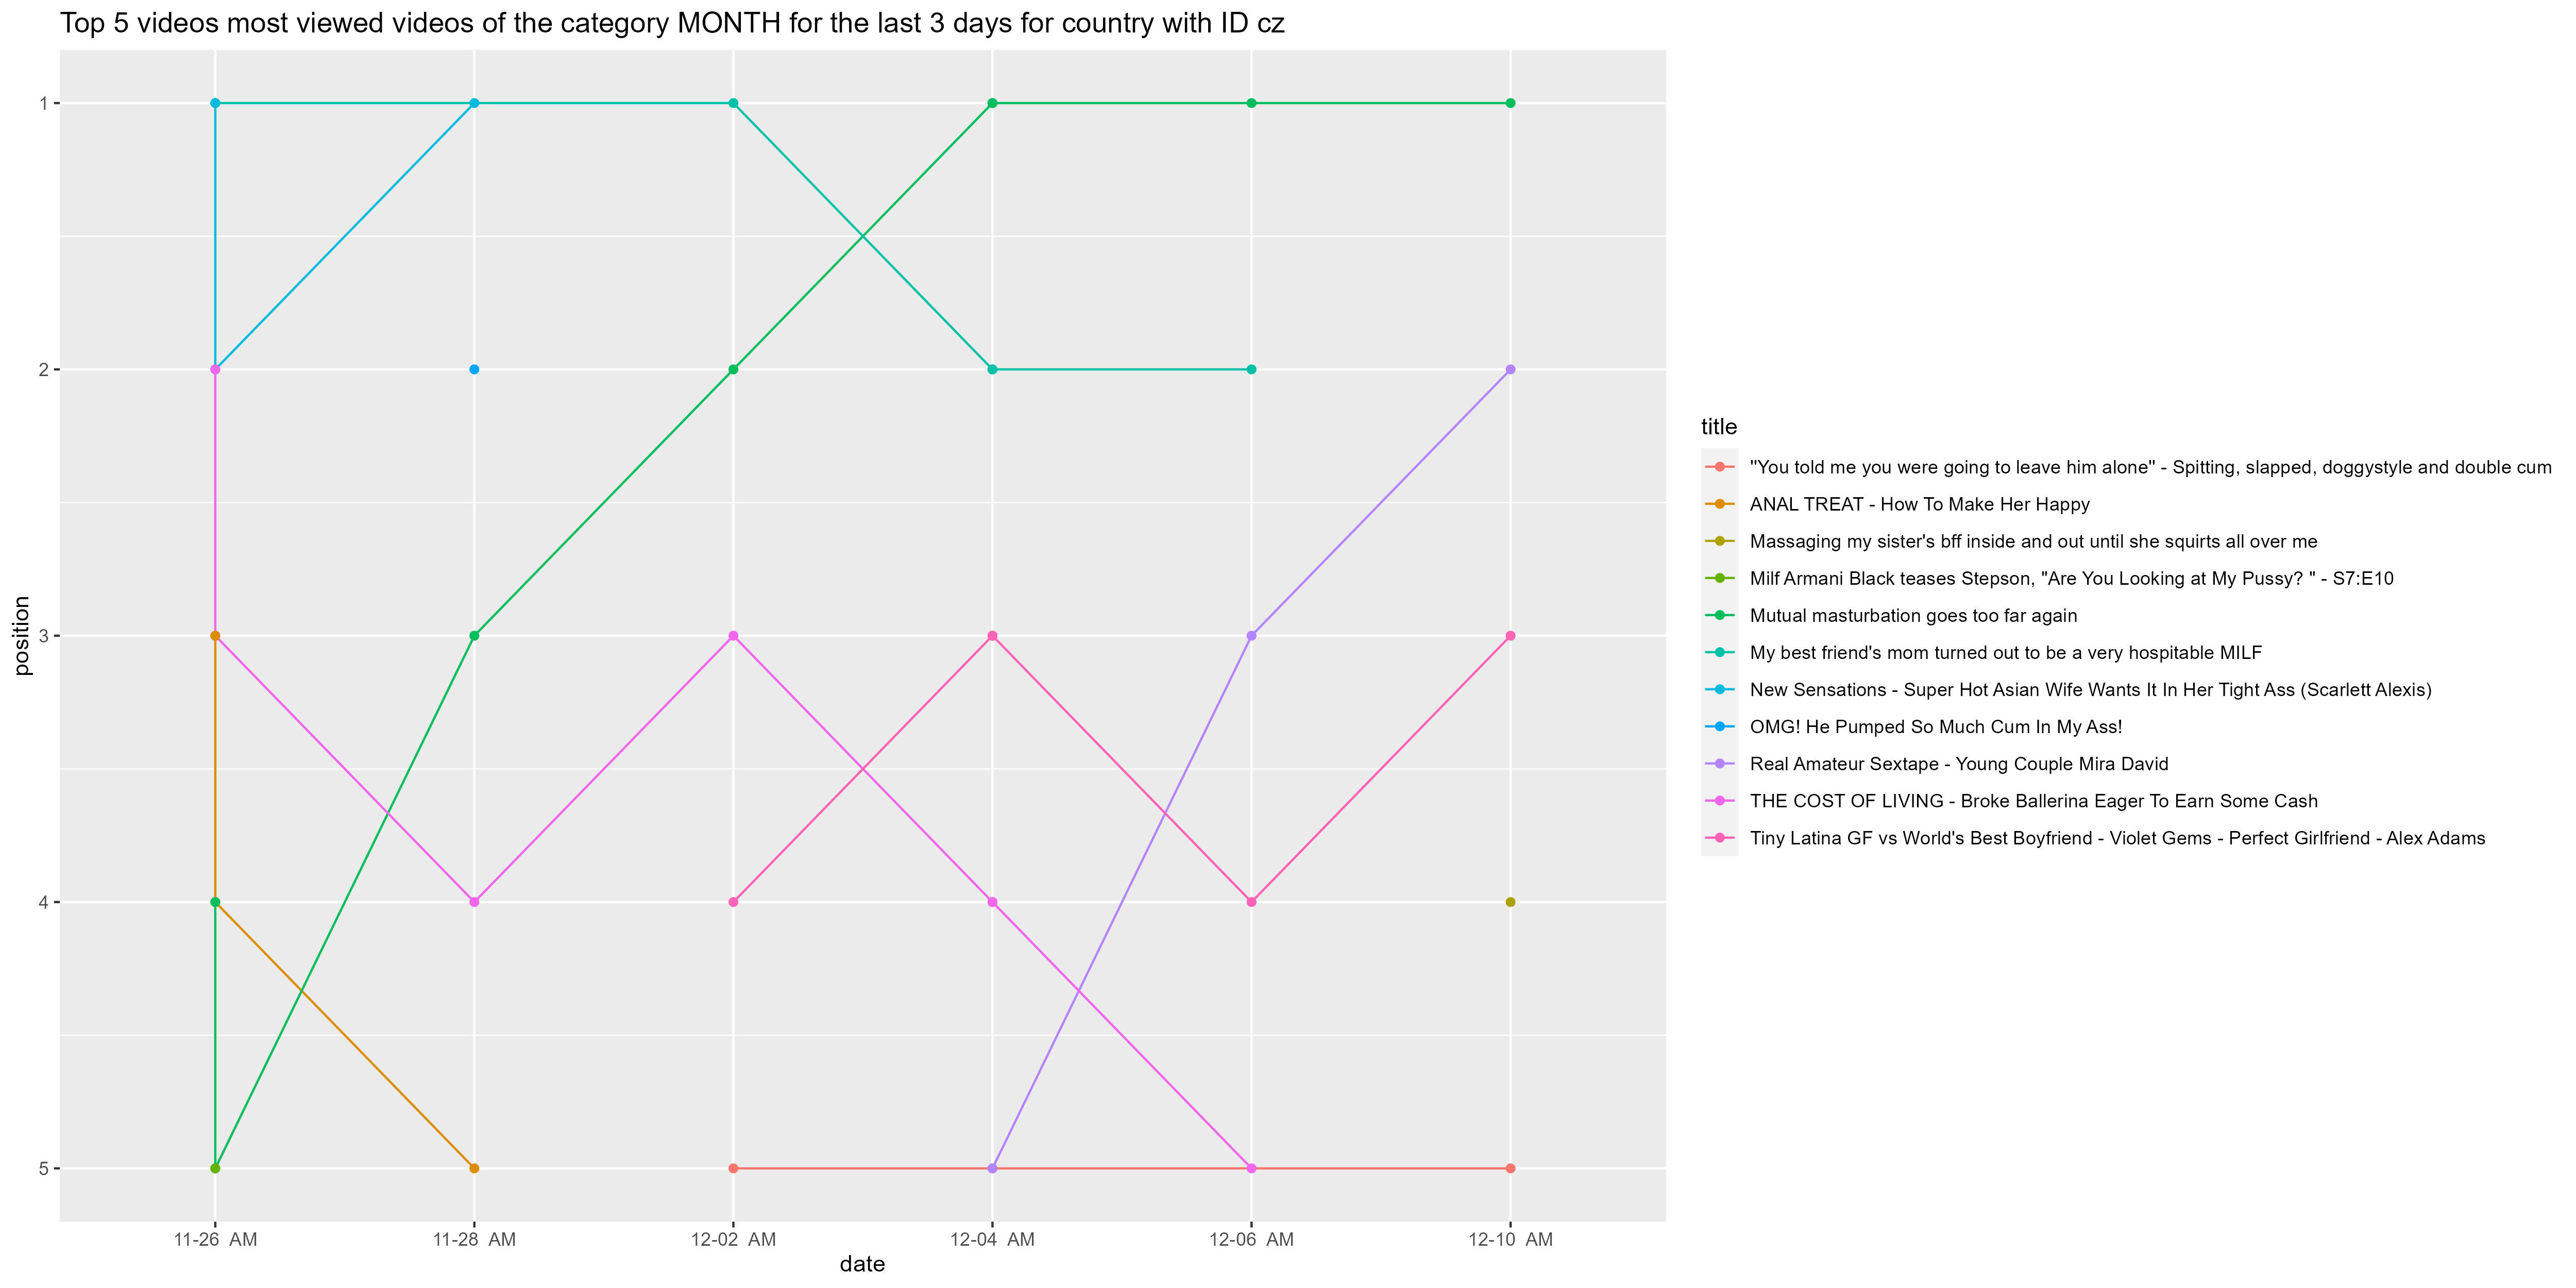 Top 5 videos most viewed videos of the category MONTH for the last 3 days for country with ID cz
1
2
3
4
5
position
11-26 AM
11-28 AM
12-02 AM
12-04 AM
12-06 AM
12-10 AM
date
title
"You told me you were going to leave him alone" - Spitting, slapped, doggystyle and double cum
ANAL TREAT - How To Make Her Happy
Massaging my sister's bff inside and out until she squirts all over me
Milf Armani Black teases Stepson, "Are You Looking at My Pussy? " - S7:E10
Mutual masturbation goes too far again
My best friend's mom turned out to be a very hospitable MILF
New Sensations - Super Hot Asian Wife Wants It In Her Tight Ass (Scarlett Alexis)
OMG! He Pumped So Much Cum In My Ass!
Real Amateur Sextape - Young Couple Mira David
THE COST OF LIVING - Broke Ballerina Eager To Earn Some Cash
Tiny Latina GF vs World's Best Boyfriend - Violet Gems - Perfect Girlfriend - Alex Adams